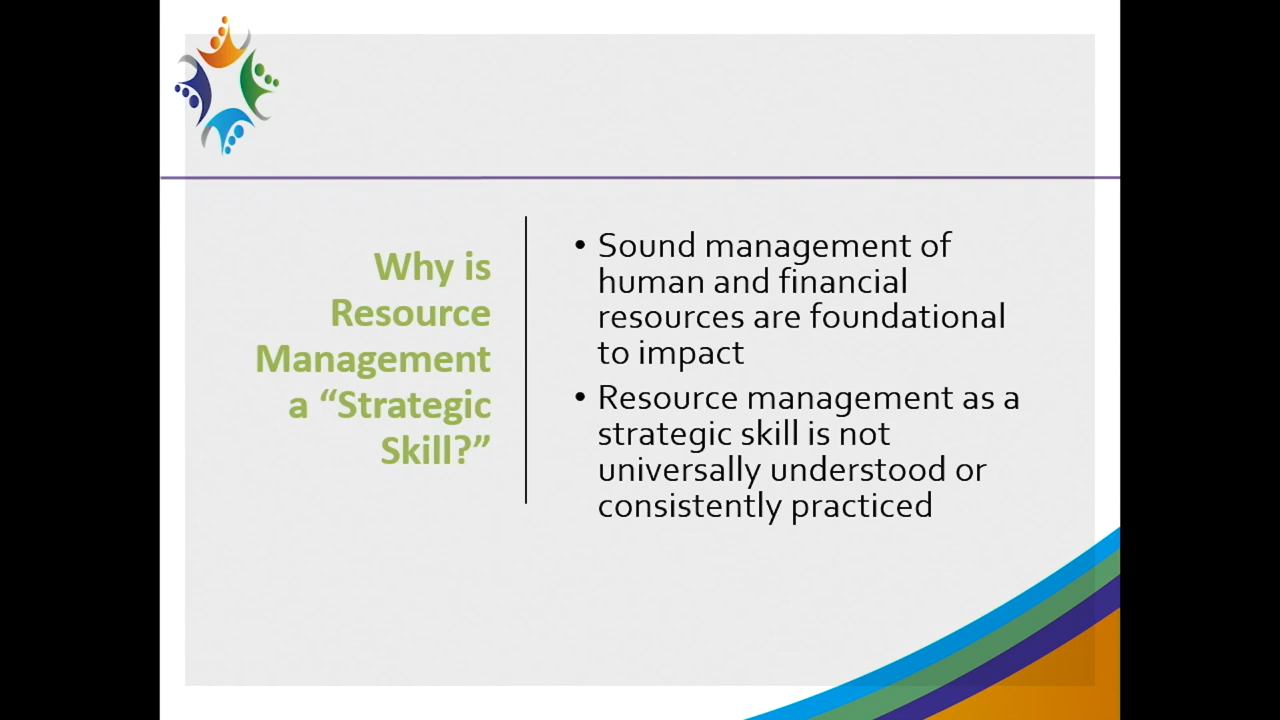 Why is
Resource
Management
a “Strategic
Skill?”
• Sound management of
human and financial
resources are foundational
to impact
• Resource management as a
strategic skill is not
universally understood or
consistently practiced